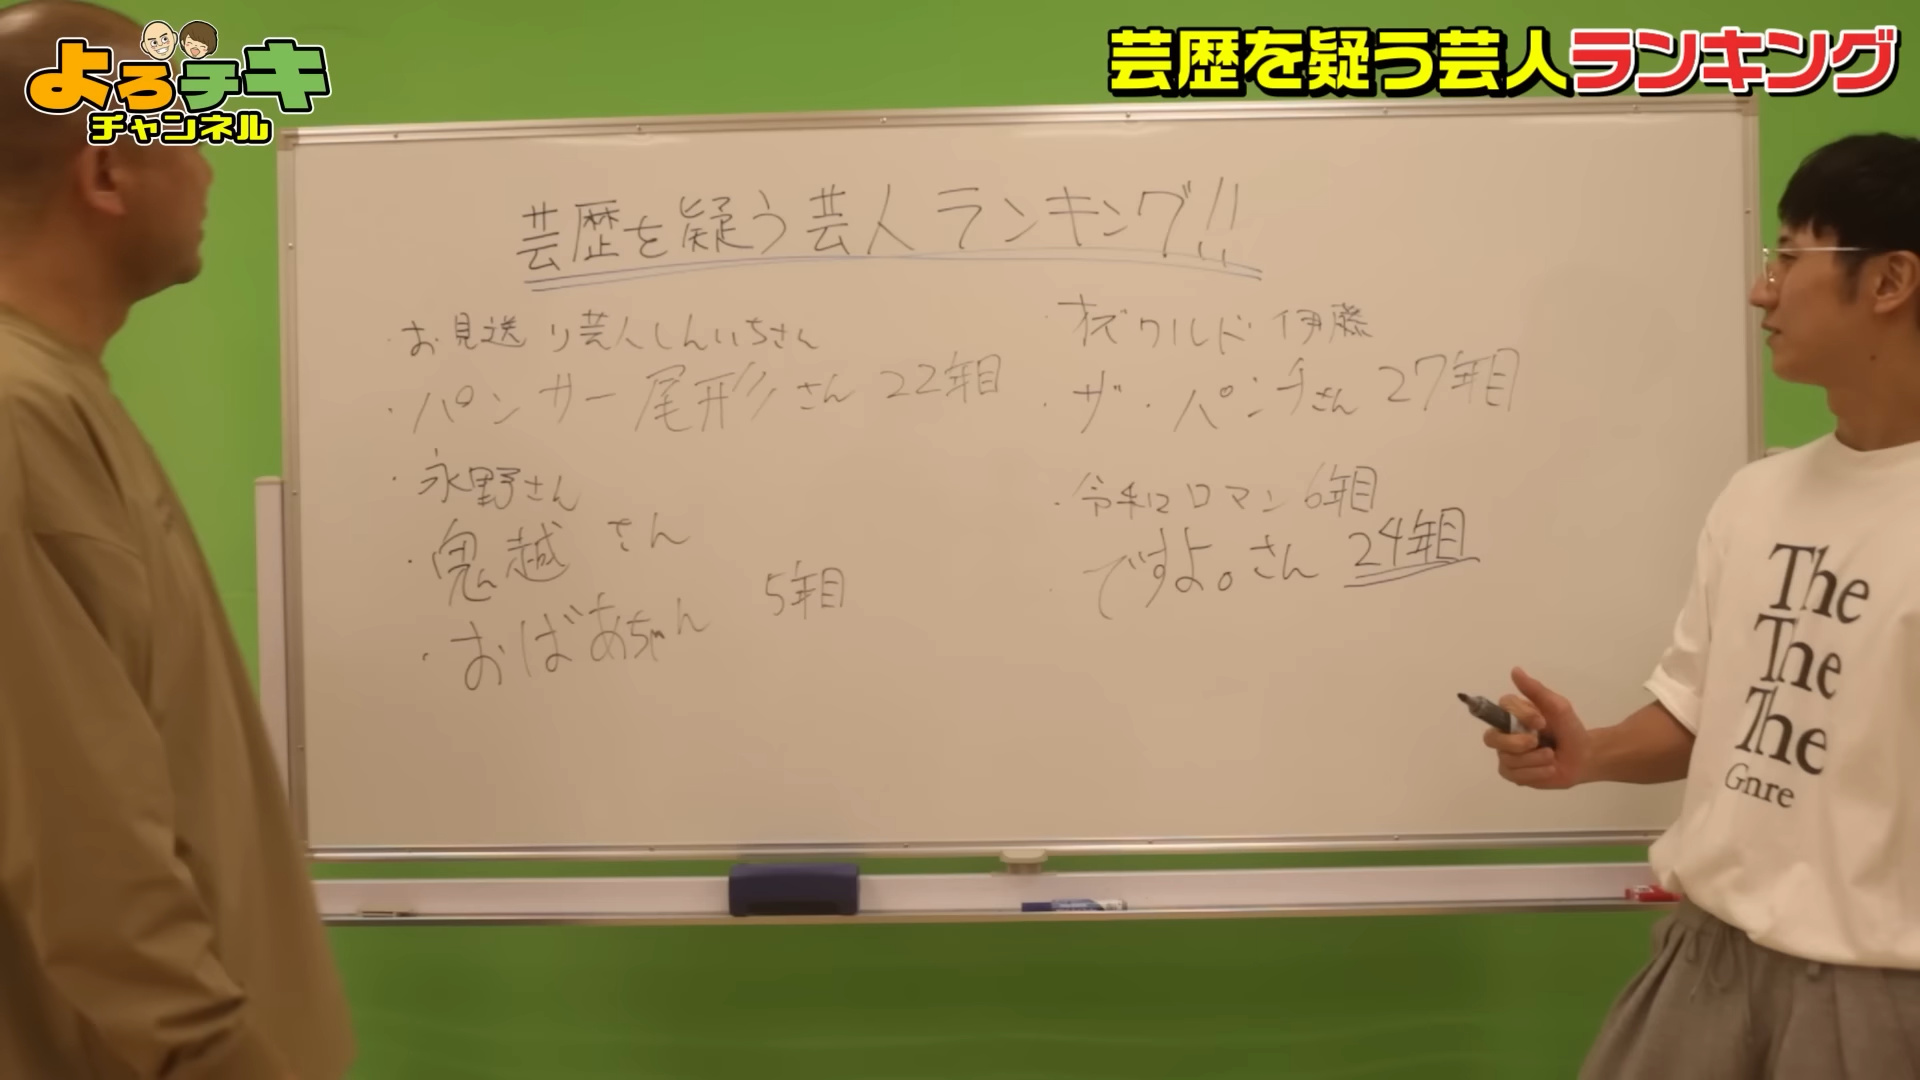 よろチキ
チャンネル
芸歴を疑う芸人ランキング
芸歴を疑う芸人ランキング!!
・お見送り芸人しんいちさん
・パンサー尾形さん 22年目
・永野さん
・鬼越さん
・おばあちゃん 5年目
・オズワルド伊藤
・ザ・パンチさん 27年目
・令和ロマン 6年目
・ですよ。さん 24年目
The
The
The
Gnre